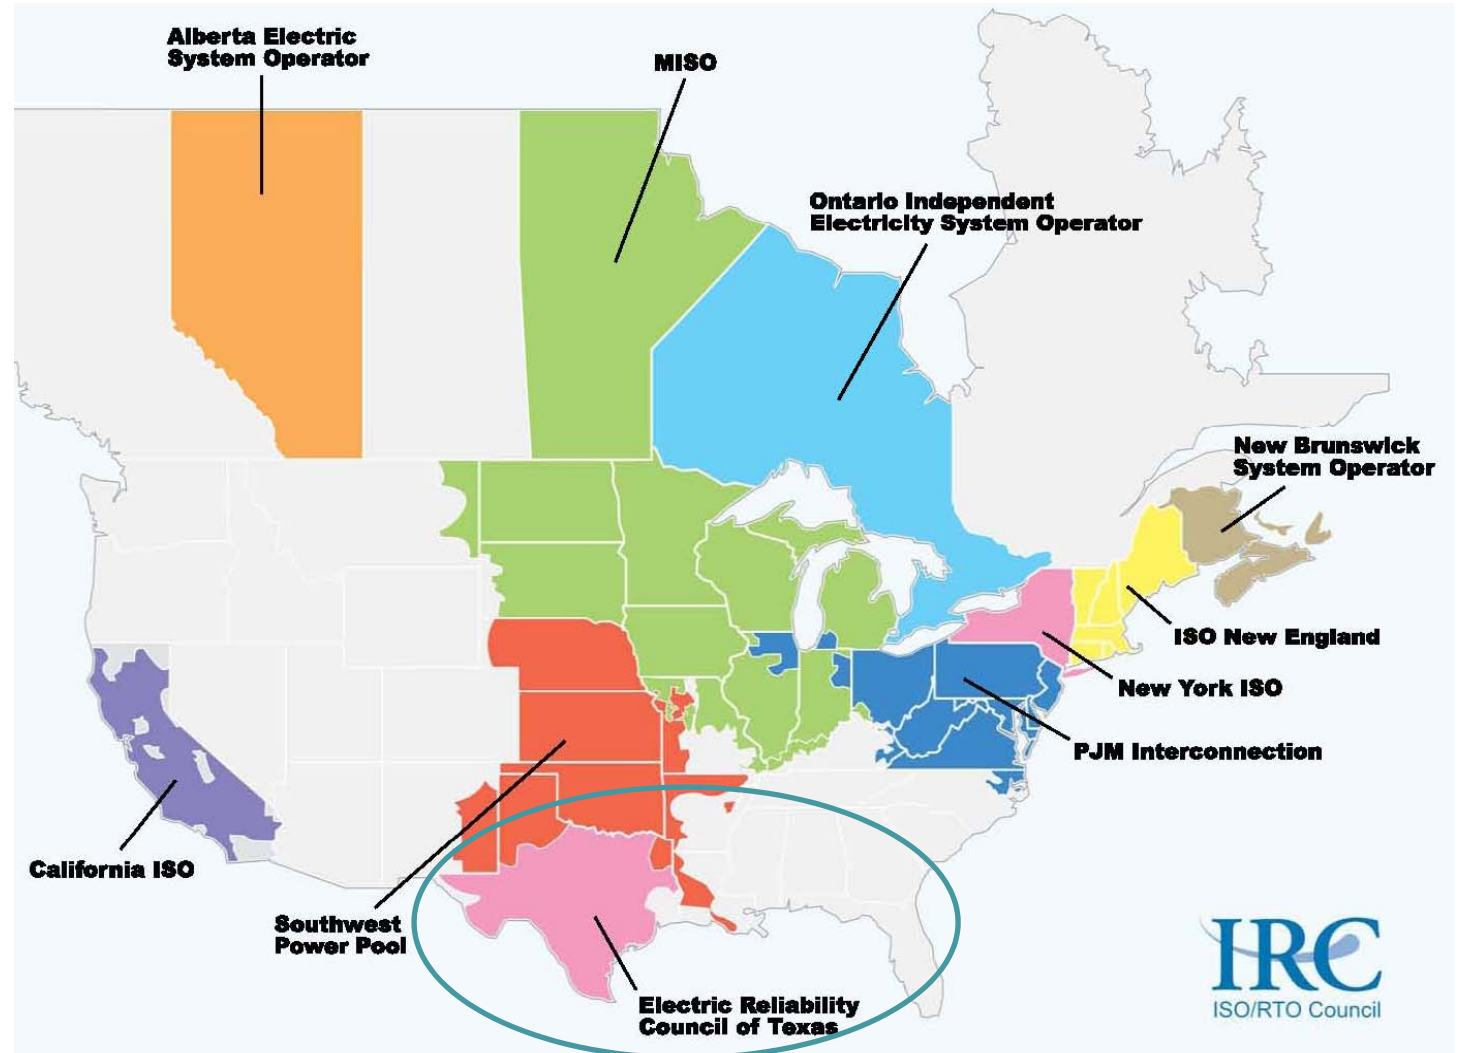 Alberta Electric
System Operator
MISO
Ontario Independent
Electricity System Operator
New Brunswick
System Operator
ISO New England
New York ISO
PJM Interconnection
California ISO
Southwest
Power Pool
Electric Reliability
Council of Texas
IRC
ISO/RTO Council